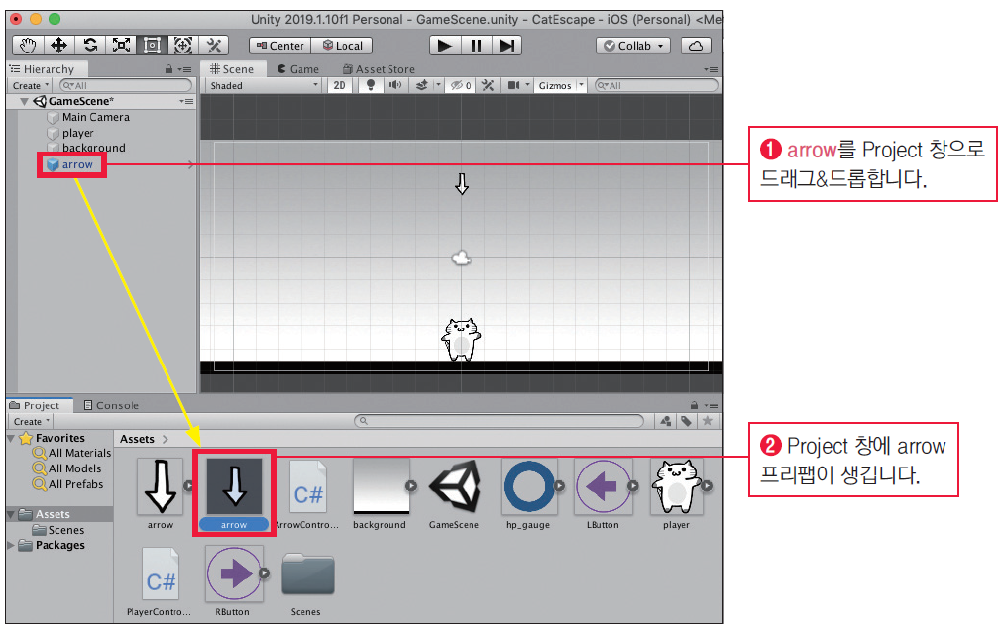 Unity 2019.1.10f1 Personal - GameScene.unity - CatEscape - iOS (Personal) <Me
Center
Local
Collab
Hierarchy
Create
All
GameScene*
Main Camera
player
background
arrow
Scene
Game
Asset Store
Shaded
2D
0
Gizmos
All
1 arrow를 Project 창으로
드래그&드롭합니다.
Project
Console
Create
Favorites
All Materials
All Models
All Prefabs
Assets
Scenes
Packages
Assets >
arrow
arrow
C#
ArrowContro...
background
GameScene
hp_gauge
LButton
player
C#
PlayerContro...
RButton
Scenes
2 Project 창에 arrow
프리팹이 생깁니다.